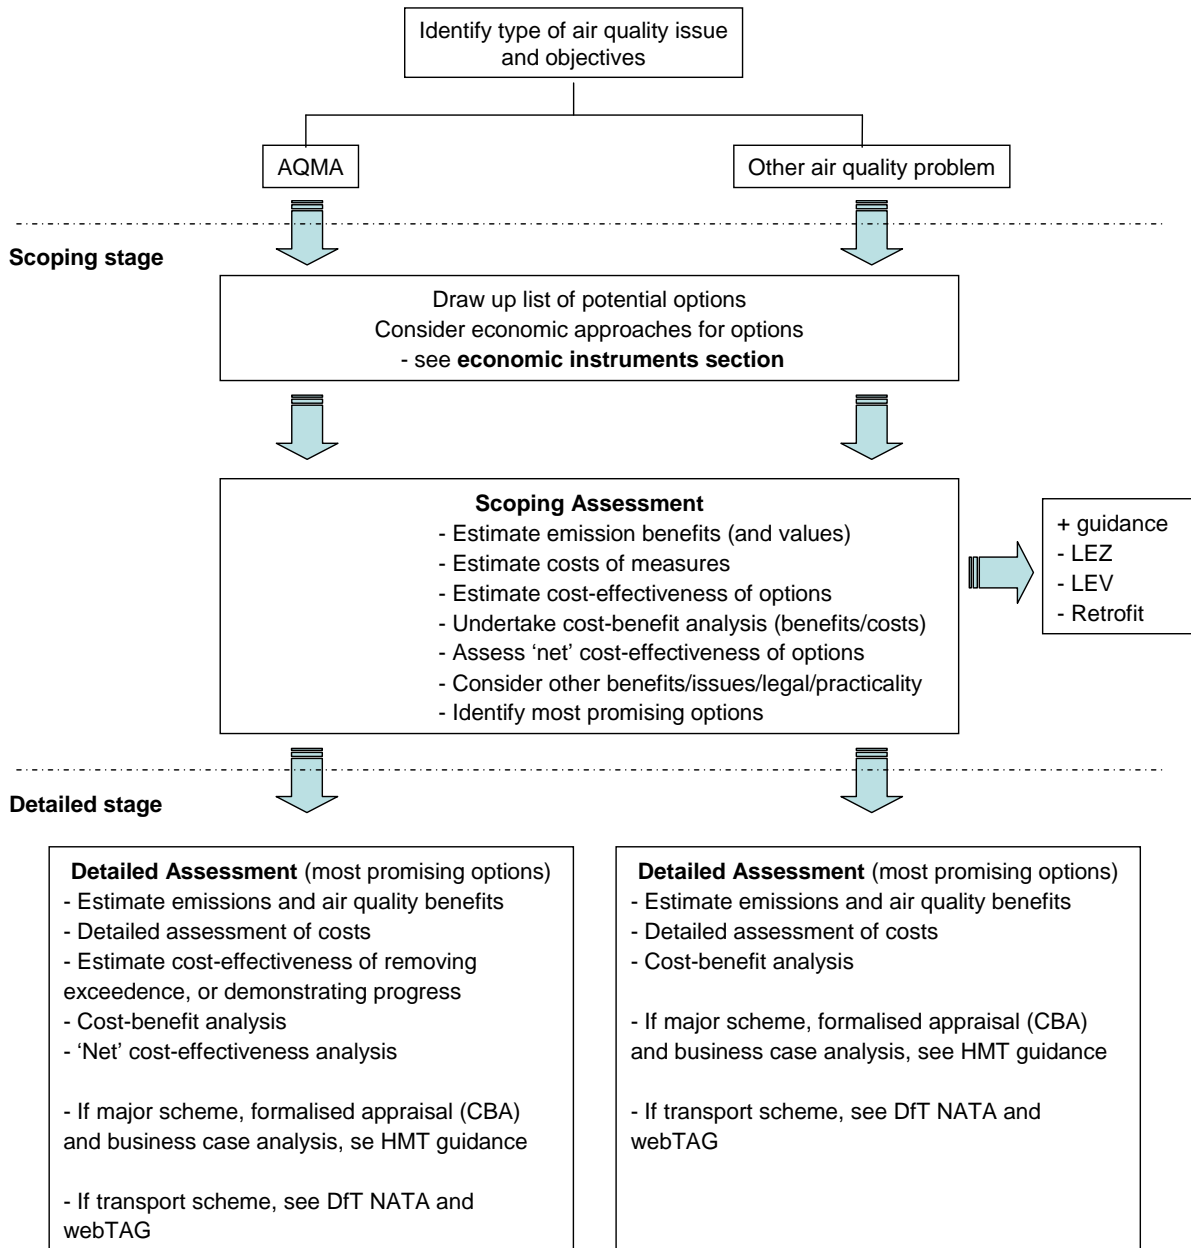 Identify type of air quality issue
and objectives
AQMA
Other air quality problem
Scoping stage
Draw up list of potential options
Consider economic approaches for options
- see economic instruments section
Scoping Assessment
- Estimate emission benefits (and values)
- Estimate costs of measures
- Estimate cost-effectiveness of options
- Undertake cost-benefit analysis (benefits/costs)
- Assess ‘net’ cost-effectiveness of options
- Consider other benefits/issues/legal/practicality
- Identify most promising options
+ guidance
- LEZ
- LEV
- Retrofit
Detailed stage
Detailed Assessment (most promising options)
- Estimate emissions and air quality benefits
- Detailed assessment of costs
- Estimate cost-effectiveness of removing
exceedence, or demonstrating progress
- Cost-benefit analysis
- ‘Net’ cost-effectiveness analysis
- If major scheme, formalised appraisal (CBA)
and business case analysis, se HMT guidance
- If transport scheme, see DfT NATA and
webTAG
Detailed Assessment (most promising options)
- Estimate emissions and air quality benefits
- Detailed assessment of costs
- Cost-benefit analysis
- If major scheme, formalised appraisal (CBA)
and business case analysis, see HMT guidance
- If transport scheme, see DfT NATA and
webTAG